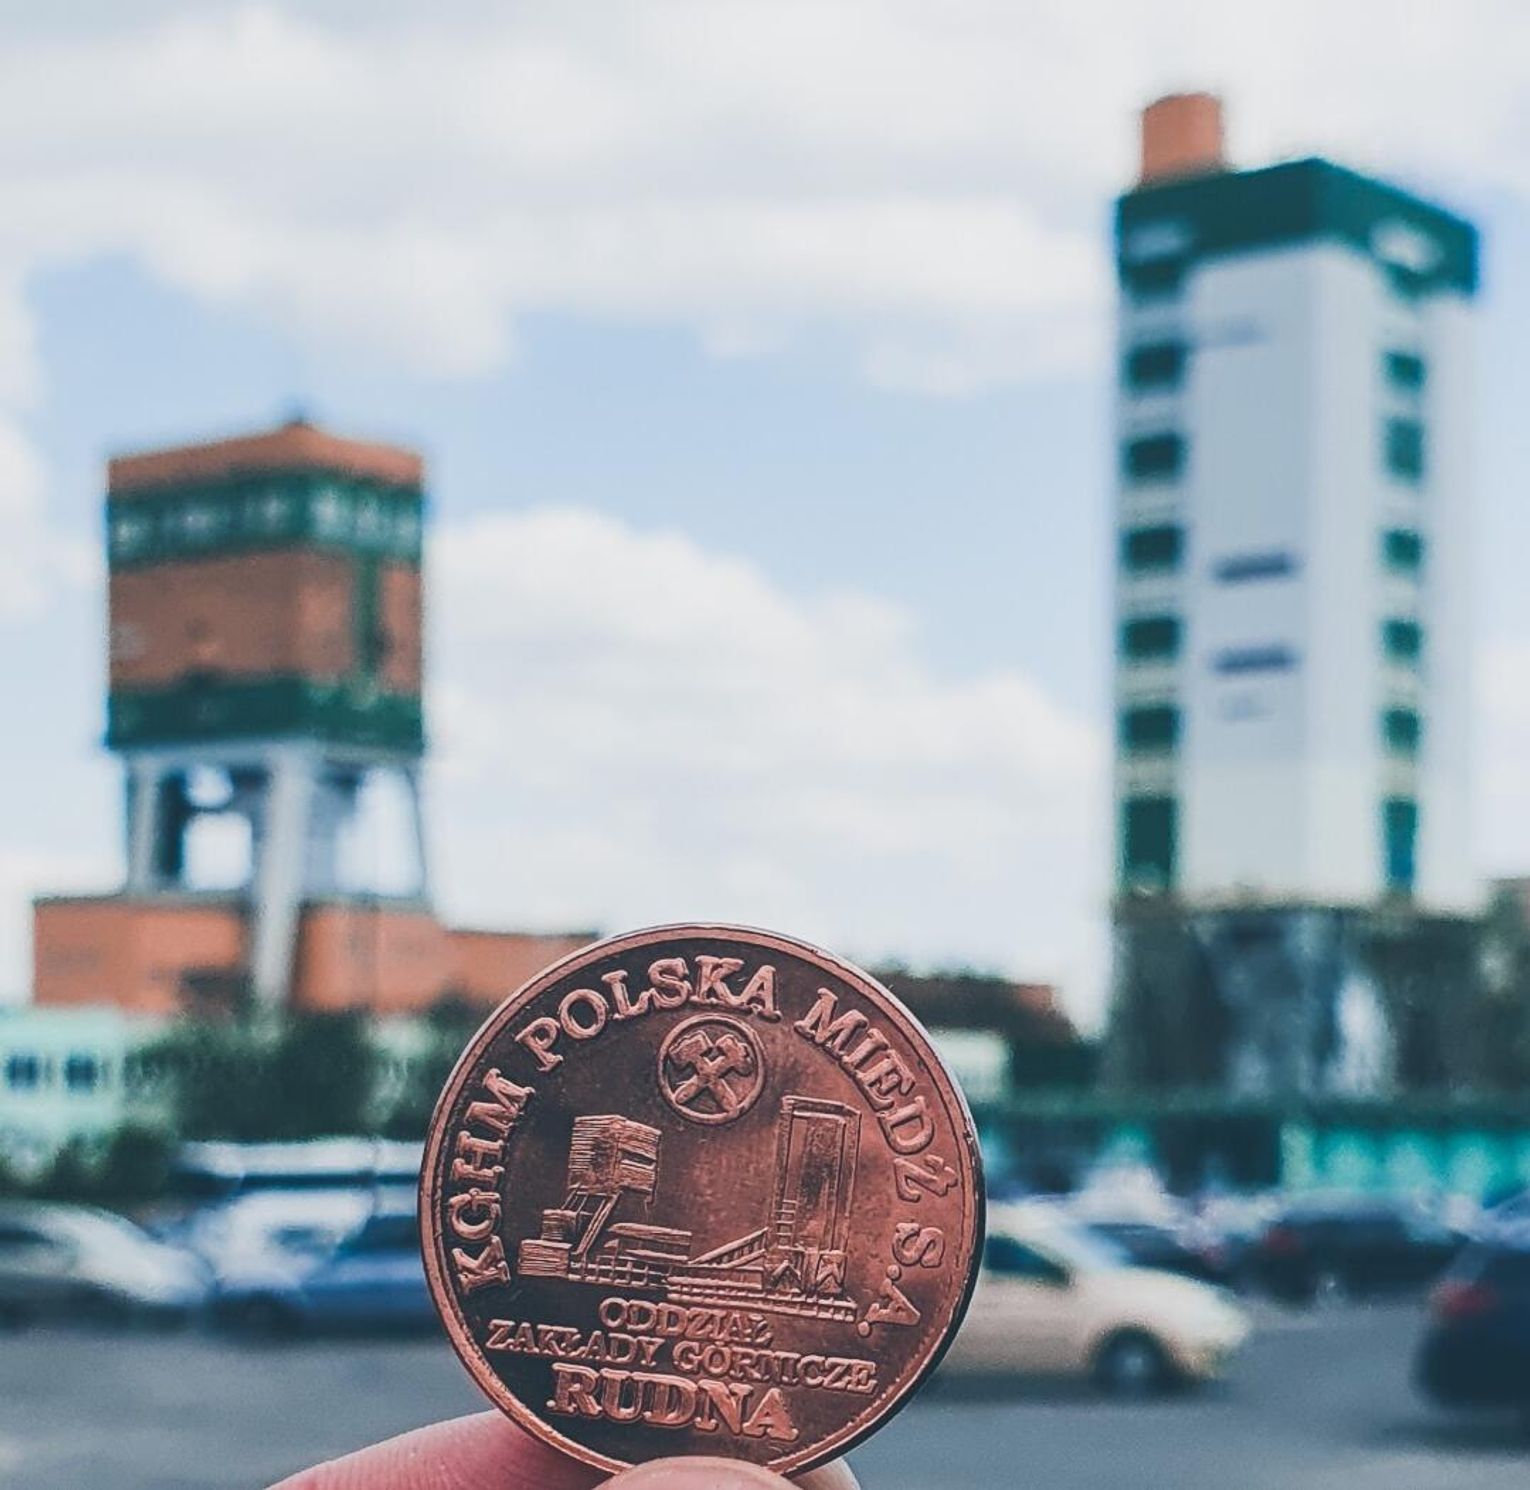 KGHM POLSKA MIEDŹ S.A.
ODDZIAŁ
ZAKŁADY GÓRNICZE
RUDNA